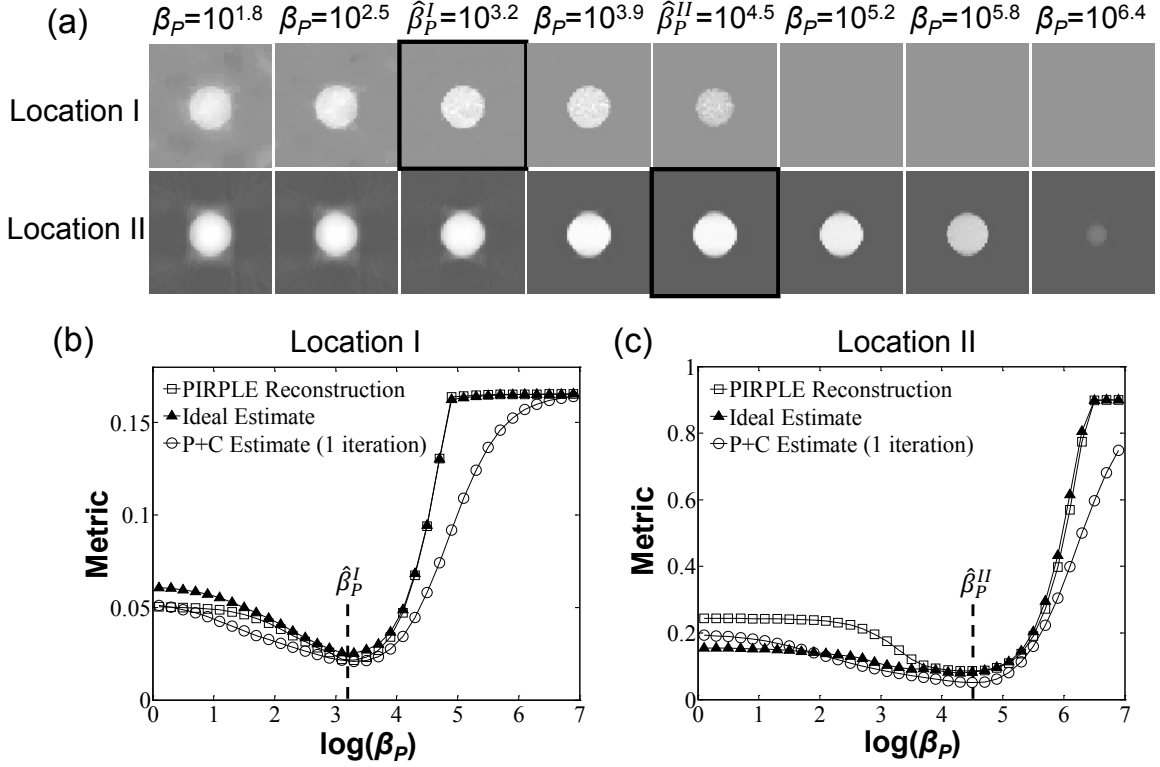 (a) β_P=10^1.8 β_P=10^2.5 β̂_P^I=10^3.2 β_P=10^3.9 β̂_P^II=10^4.5 β_P=10^5.2 β_P=10^5.8 β_P=10^6.4
Location I
Location II
(b) Location I
PIRPLE Reconstruction
Ideal Estimate
P+C Estimate (1 iteration)
0.15
0.1
0.05
0
Metric
β̂_P^I
0 1 2 3 4 5 6 7
log(β_P)
(c) Location II
PIRPLE Reconstruction
Ideal Estimate
P+C Estimate (1 iteration)
1
0.8
0.6
0.4
0.2
0
Metric
β̂_P^II
0 1 2 3 4 5 6 7
log(β_P)